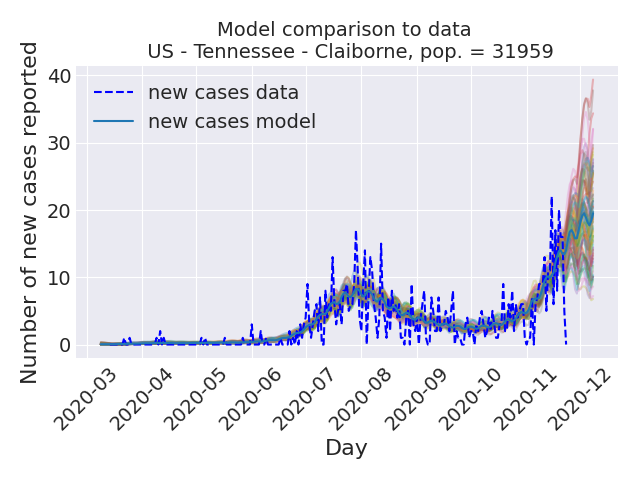 Model comparison to data
US - Tennessee - Claiborne, pop. = 31959
Number of new cases reported
40
30
20
10
0
new cases data
new cases model
2020-03
2020-04
2020-05
2020-06
2020-07
2020-08
2020-09
2020-10
2020-11
2020-12
Day